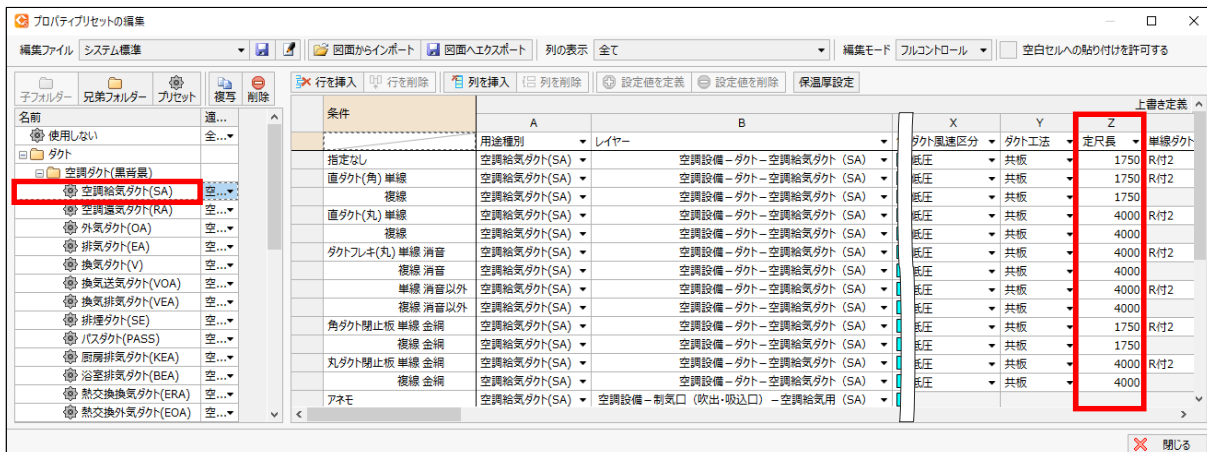 プロパティプリセットの編集
編集ファイル システム標準 図面からインポート 図面へエクスポート 列の表示 全て 編集モード フルコントロール 空白セルへの貼り付けを許可する
子フォルダー 兄弟フォルダー プリセット 複写 削除 行を挿入 行を削除 列を挿入 列を削除 設定値を定義 設定値を削除 保温厚設定
名前 適...
使用しない 全...
ダクト
空調ダクト(黒背景)
空調給気ダクト(SA) 空...
空調還気ダクト(RA) 空...
外気ダクト(OA) 空...
排気ダクト(EA) 空...
換気ダクト(V) 空...
換気送気ダクト(VOA) 空...
換気排気ダクト(VEA) 空...
排煙ダクト(SE) 空...
パスダクト(PASS) 空...
厨房排気ダクト(KEA) 空...
浴室排気ダクト(BEA) 空...
熱交換換気ダクト(ERA) 空...
熱交換外気ダクト(EOA) 空...
条件 上書き定義
A B X Y Z
用途種別 レイヤー ダクト風速区分 ダクト工法 定尺長 単線ダクト
指定なし 空調給気ダクト(SA) 空調設備－ダクト－空調給気ダクト (SA) 低圧 共板 1750 R付2
直ダクト(角) 単線 空調給気ダクト(SA) 空調設備－ダクト－空調給気ダクト (SA) 低圧 共板 1750 R付2
複線 空調給気ダクト(SA) 空調設備－ダクト－空調給気ダクト (SA) 低圧 共板 1750
直ダクト(丸) 単線 空調給気ダクト(SA) 空調設備－ダクト－空調給気ダクト (SA) 低圧 共板 4000 R付2
複線 空調給気ダクト(SA) 空調設備－ダクト－空調給気ダクト (SA) 低圧 共板 4000
ダクトフレキ(丸) 単線 消音 空調給気ダクト(SA) 空調設備－ダクト－空調給気ダクト (SA) 低圧 共板 4000 R付2
複線 消音 空調給気ダクト(SA) 空調設備－ダクト－空調給気ダクト (SA) 低圧 共板 4000
単線 消音以外 空調給気ダクト(SA) 空調設備－ダクト－空調給気ダクト (SA) 低圧 共板 4000 R付2
複線 消音以外 空調給気ダクト(SA) 空調設備－ダクト－空調給気ダクト (SA) 低圧 共板 4000
角ダクト閉止板 単線 金網 空調給気ダクト(SA) 空調設備－ダクト－空調給気ダクト (SA) 低圧 共板 1750 R付2
複線 金網 空調給気ダクト(SA) 空調設備－ダクト－空調給気ダクト (SA) 低圧 共板 1750
丸ダクト閉止板 単線 金網 空調給気ダクト(SA) 空調設備－ダクト－空調給気ダクト (SA) 低圧 共板 4000 R付2
複線 金網 空調給気ダクト(SA) 空調設備－ダクト－空調給気ダクト (SA) 低圧 共板 4000
アネモ 空調給気ダクト(SA) 空調設備－制気口（吹出・吸込口）－空調給気用 (SA)
閉じる